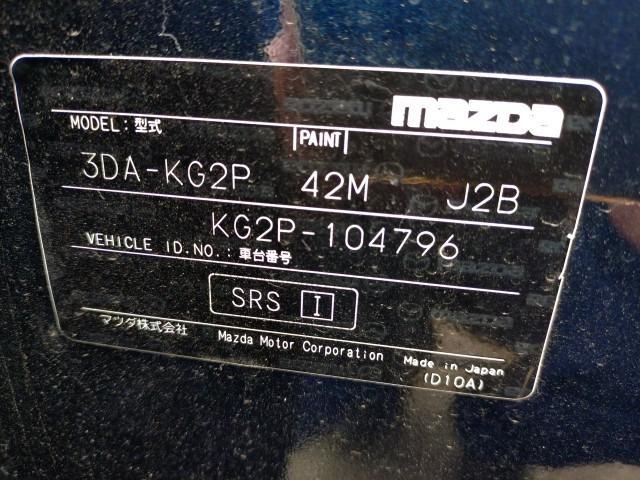 mazda
MODEL : 型式 PAINT
3DA-KG2P 42M J2B
KG2P-104796
VEHICLE ID.NO. : 車台番号
SRS I
マツダ株式会社 Mazda Motor Corporation Made in Japan
(D10A)